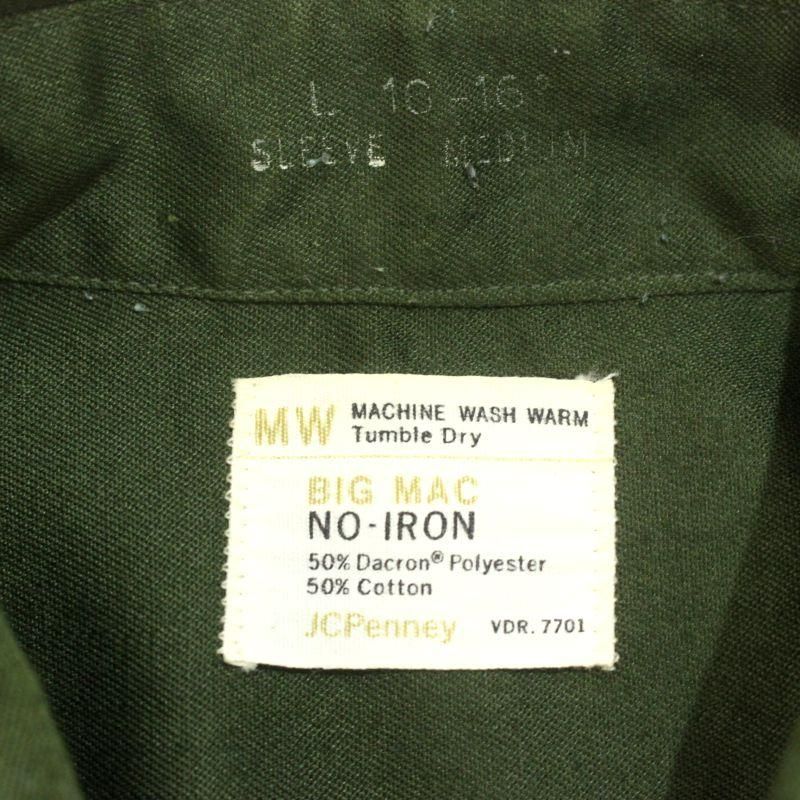 L 16-16½
SLEEVE MEDIUM
MW MACHINE WASH WARM
Tumble Dry
BIG MAC
NO-IRON
50% Dacron® Polyester
50% Cotton
JCPenney VDR. 7701